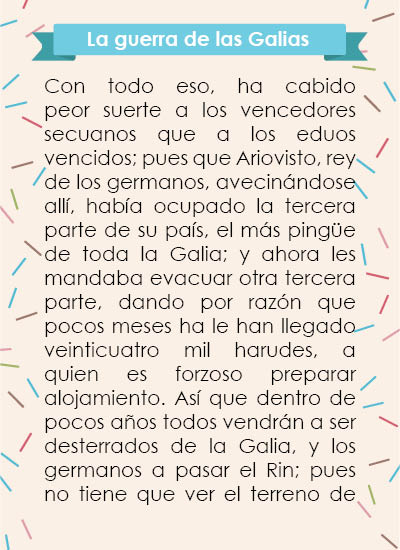 La guerra de las Galias
Con todo eso, ha cabido
peor suerte a los vencedores
secuanos que a los eduos
vencidos; pues que Ariovisto, rey
de los germanos, avecinándose
allí, había ocupado la tercera
parte de su país, el más pingüe
de toda la Galia; y ahora les
mandaba evacuar otra tercera
parte, dando por razón que
pocos meses ha le han llegado
veinticuatro mil harudes, a
quien es forzoso preparar
alojamiento. Así que dentro de
pocos años todos vendrán a ser
desterrados de la Galia, y los
germanos a pasar el Rin; pues
no tiene que ver el terreno de